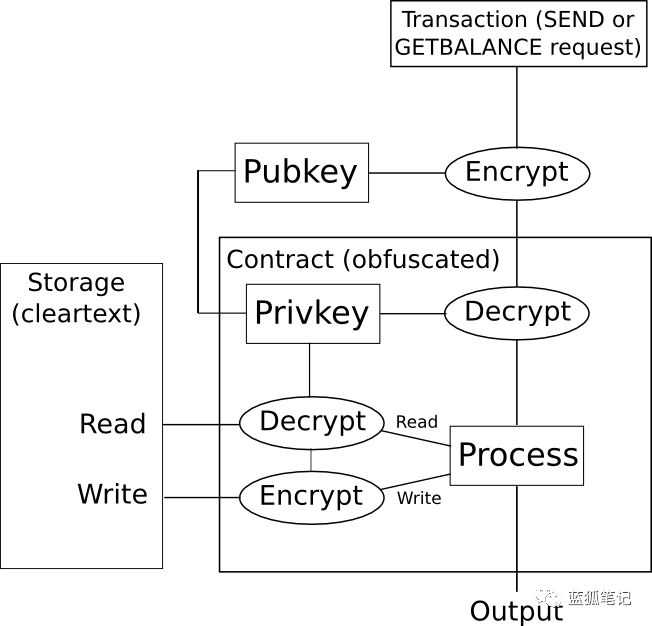 Transaction (SEND or
GETBALANCE request)
Pubkey
Encrypt
Contract (obfuscated)
Storage
(cleartext)
Privkey
Decrypt
Read
Decrypt
Read
Process
Write
Encrypt
Write
Output
蓝狐笔记